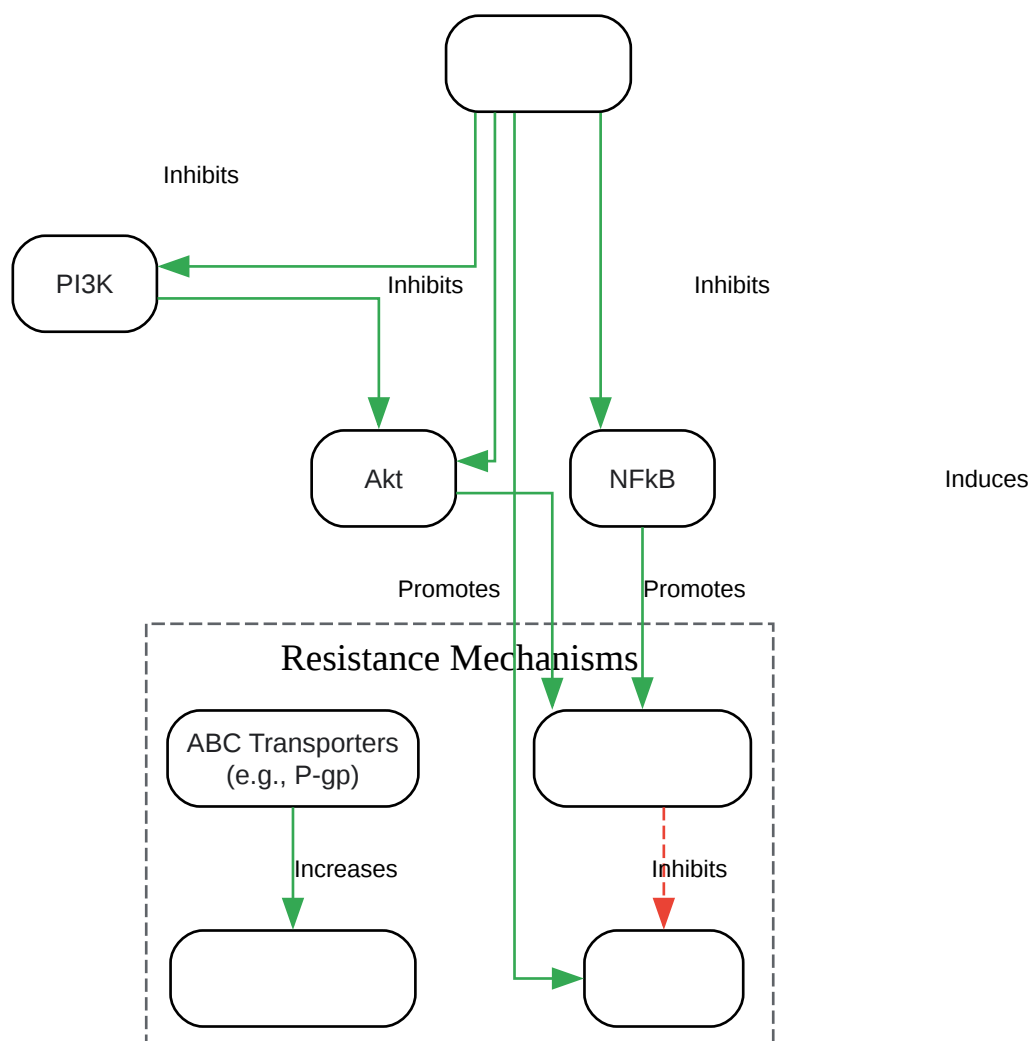 Inhibits
PI3K
Inhibits
Inhibits
Akt
NFkB
Induces
Promotes
Promotes
Resistance Mechanisms
ABC Transporters
(e.g., P-gp)
Increases
Inhibits